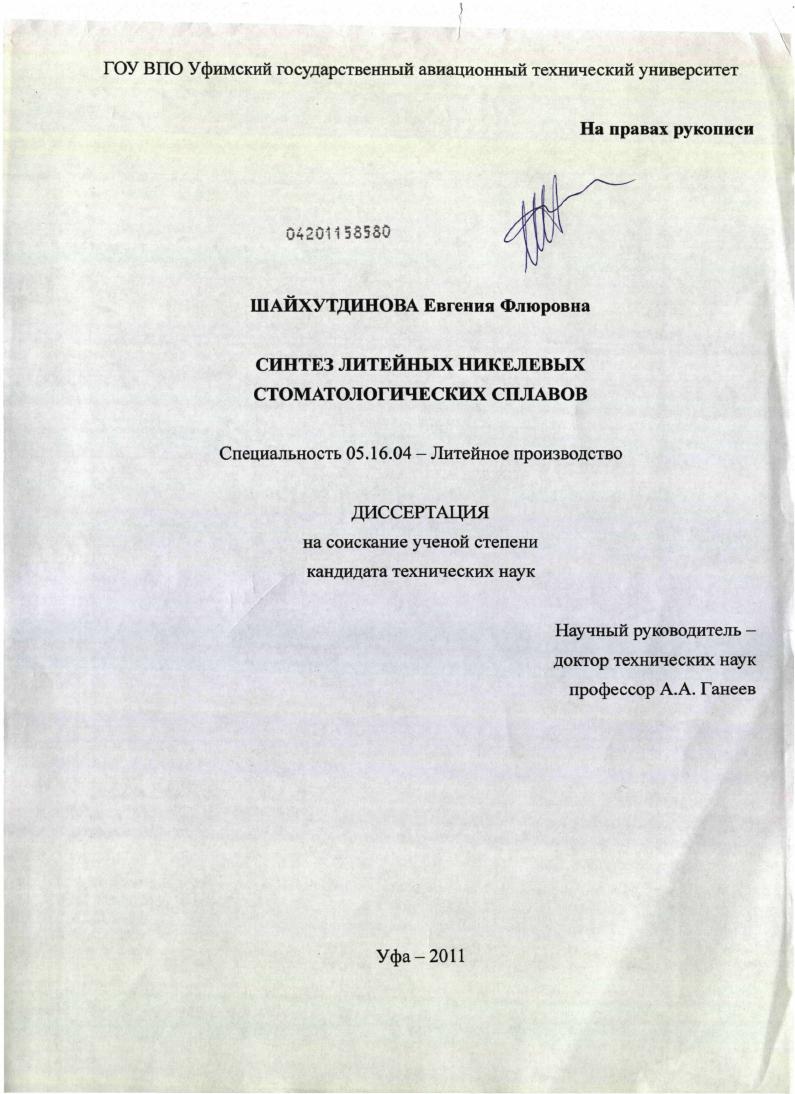 ГОУ ВПО Уфимский государственный авиационный технический университет
На правах рукописи
04201158580
ШАЙХУТДИНОВА Евгения Флюровна
СИНТЕЗ ЛИТЕЙНЫХ НИКЕЛЕВЫХ
СТОМАТОЛОГИЧЕСКИХ СПЛАВОВ
Специальность 05.16.04 – Литейное производство
ДИССЕРТАЦИЯ
на соискание ученой степени
кандидата технических наук
Научный руководитель –
доктор технических наук
профессор А.А. Ганеев
Уфа – 2011